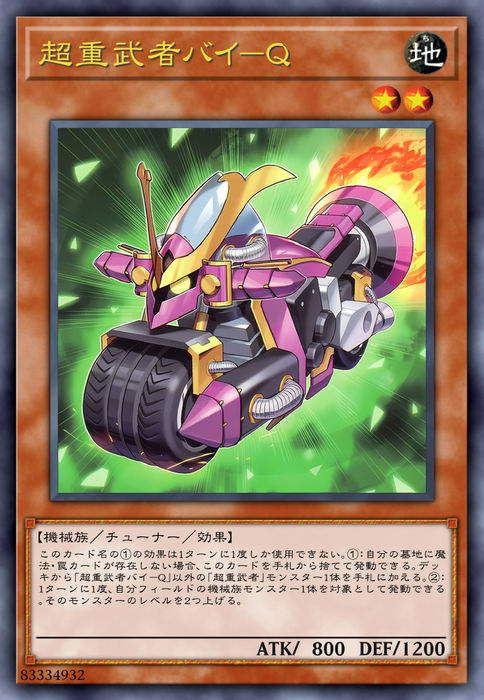 超重武者バイーQ
ち
地
【機械族／チューナー／効果】
このカード名の①の効果は1ターンに1度しか使用できない。①：自分の墓地に魔
法・罠カードが存在しない場合、このカードを手札から捨てて発動できる。デッ
キから「超重武者バイーQ」以外の「超重武者」モンスター1体を手札に加える。②：
1ターンに1度、自分フィールドの機械族モンスター1体を対象として発動できる
。そのモンスターのレベルを2つ上げる。
ATK/ 800 DEF/1200
83334932